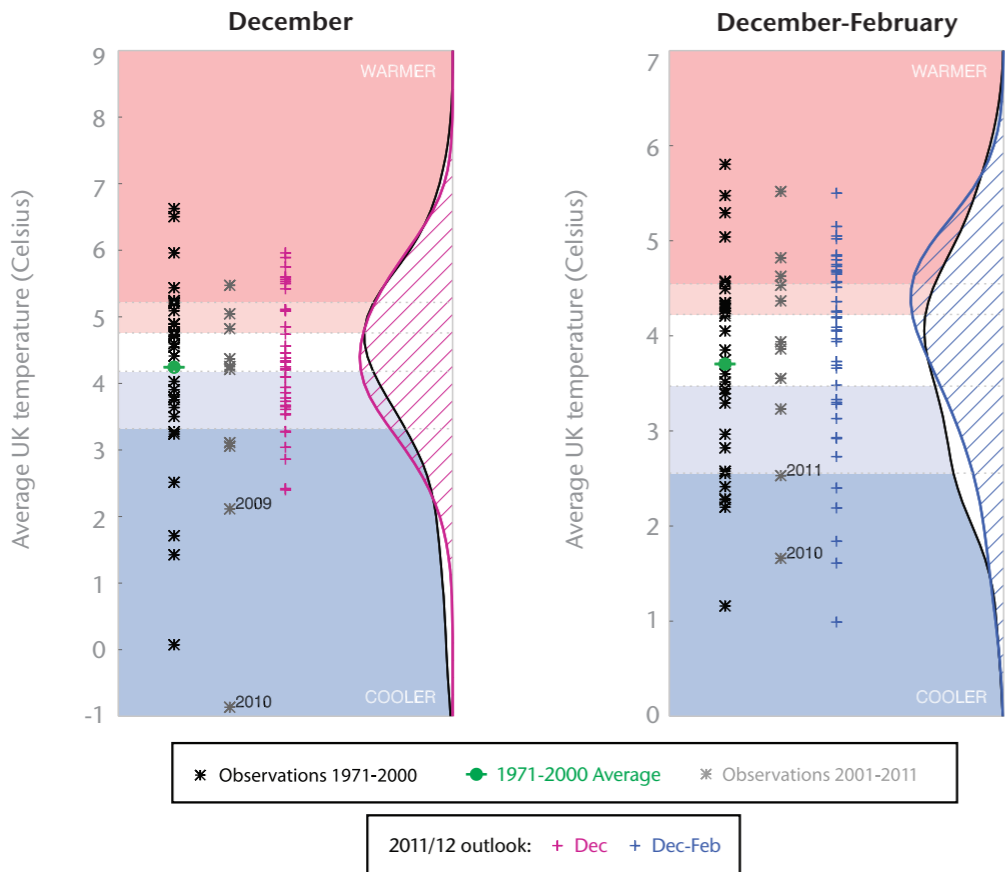 December
December-February
Average UK temperature (Celsius)
9
8
7
6
5
4
3
2
1
0
-1
WARMER
2009
2010
COOLER
Average UK temperature (Celsius)
7
6
5
4
3
2
1
0
WARMER
2011
2010
COOLER
Observations 1971-2000 1971-2000 Average Observations 2001-2011
2011/12 outlook: + Dec + Dec-Feb